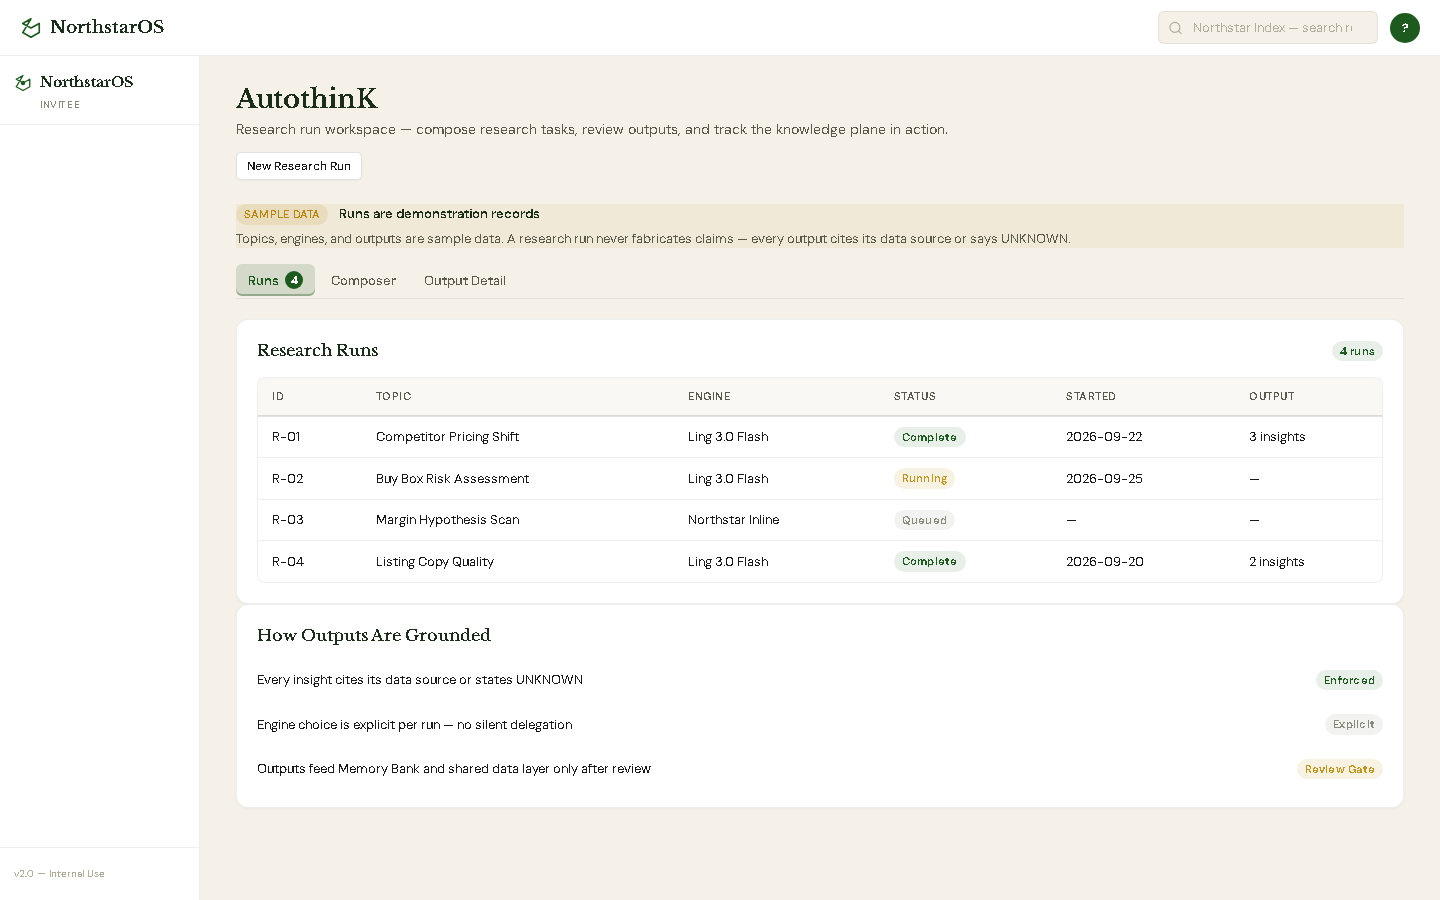 NorthstarOS
Northstar Index — search r
?
NorthstarOS
INVITEE
AutothinK
Research run workspace — compose research tasks, review outputs, and track the knowledge plane in action.
New Research Run
SAMPLE DATA Runs are demonstration records
Topics, engines, and outputs are sample data. A research run never fabricates claims — every output cites its data source or says UNKNOWN.
Runs 4 Composer Output Detail
Research Runs 4 runs
ID TOPIC ENGINE STATUS STARTED OUTPUT
R-01 Competitor Pricing Shift Ling 3.0 Flash Complete 2026-09-22 3 insights
R-02 Buy Box Risk Assessment Ling 3.0 Flash Running 2026-09-25 —
R-03 Margin Hypothesis Scan Northstar Inline Queued — —
R-04 Listing Copy Quality Ling 3.0 Flash Complete 2026-09-20 2 insights
How Outputs Are Grounded
Every insight cites its data source or states UNKNOWN Enforced
Engine choice is explicit per run — no silent delegation Explicit
Outputs feed Memory Bank and shared data layer only after review Review Gate
v2.0 — Internal Use